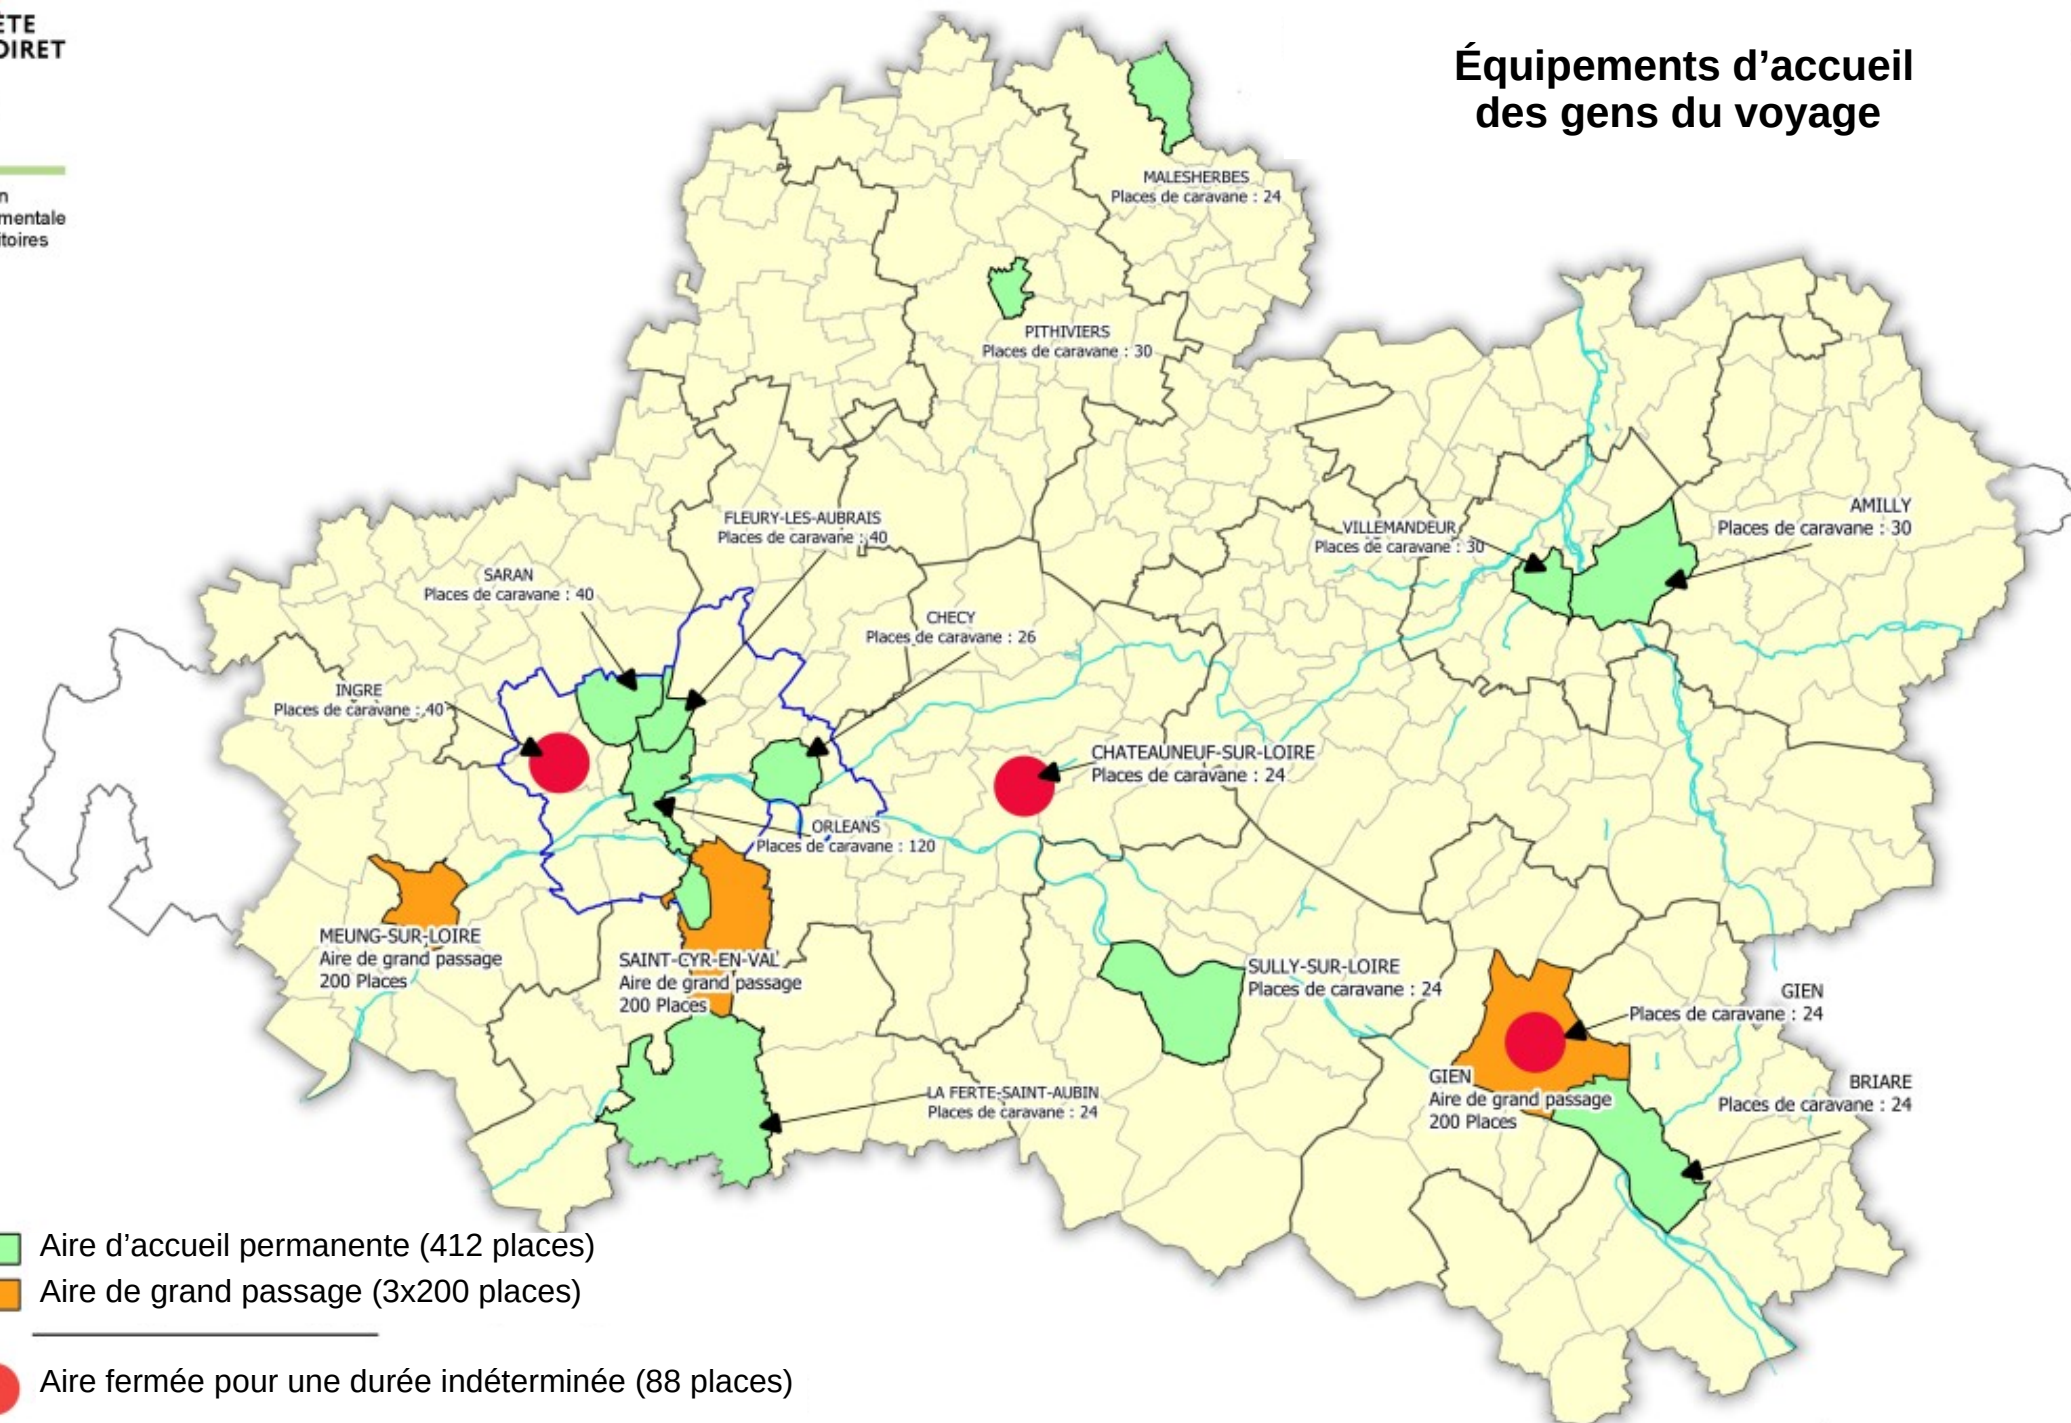 Équipements d’accueil
des gens du voyage
MALESHERBES
Places de caravane : 24
PITHIVIERS
Places de caravane : 30
FLEURY-LES-AUBRAIS
Places de caravane : 40
VILLEMANDEUR
Places de caravane : 30
AMILLY
Places de caravane : 30
SARAN
Places de caravane : 40
CHECY
Places de caravane : 26
INGRE
Places de caravane : 40
CHATEAUNEUF-SUR-LOIRE
Places de caravane : 24
ORLEANS
Places de caravane : 120
MEUNG-SUR-LOIRE
Aire de grand passage
200 Places
SAINT-CYR-EN-VAL
Aire de grand passage
200 Places
SULLY-SUR-LOIRE
Places de caravane : 24
GIEN
Places de caravane : 24
GIEN
Aire de grand passage
200 Places
BRIARE
Places de caravane : 24
LA FERTE-SAINT-AUBIN
Places de caravane : 24
Aire d’accueil permanente (412 places)
Aire de grand passage (3x200 places)
Aire fermée pour une durée indéterminée (88 places)